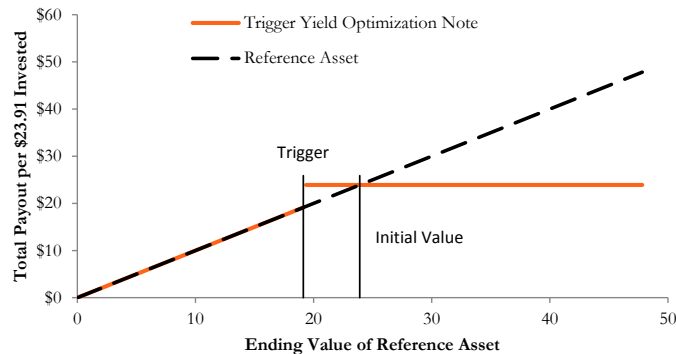 Trigger Yield Optimization Note
Reference Asset
Total Payout per $23.91 Invested
$60
$50
$40
$30
$20
$10
$0
Trigger
Initial Value
0
10
20
30
40
50
Ending Value of Reference Asset